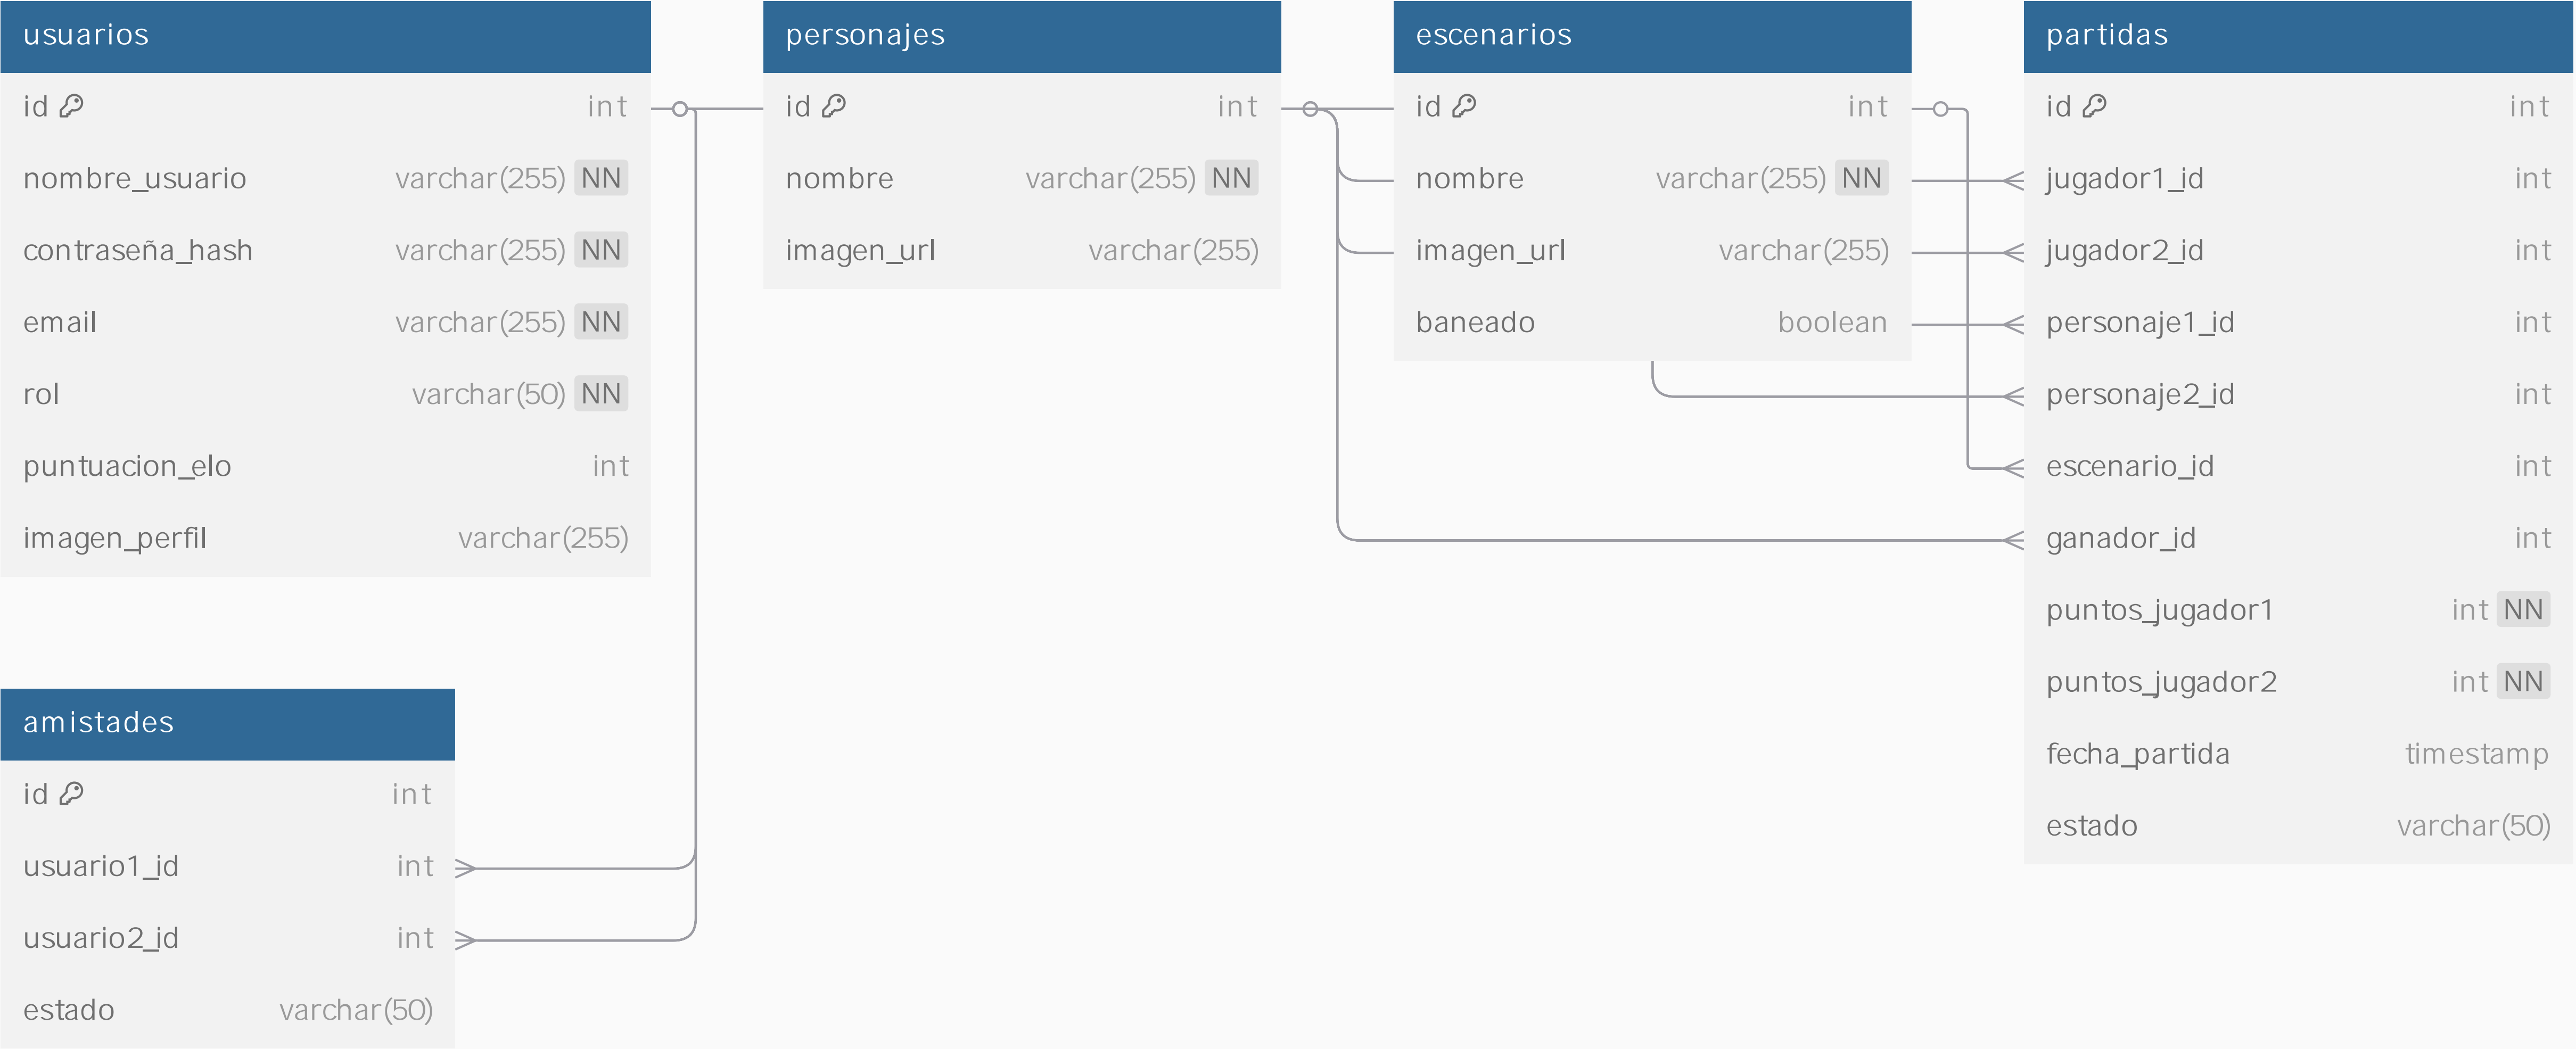 usuarios
id int
nombre_usuario varchar(255) NN
contraseña_hash varchar(255) NN
email varchar(255) NN
rol varchar(50) NN
puntuacion_elo int
imagen_perfil varchar(255)
personajes
id int
nombre varchar(255) NN
imagen_url varchar(255)
escenarios
id int
nombre varchar(255) NN
imagen_url varchar(255)
baneado boolean
partidas
id int
jugador1_id int
jugador2_id int
personaje1_id int
personaje2_id int
escenario_id int
ganador_id int
puntos_jugador1 int NN
puntos_jugador2 int NN
fecha_partida timestamp
estado varchar(50)
amistades
id int
usuario1_id int
usuario2_id int
estado varchar(50)